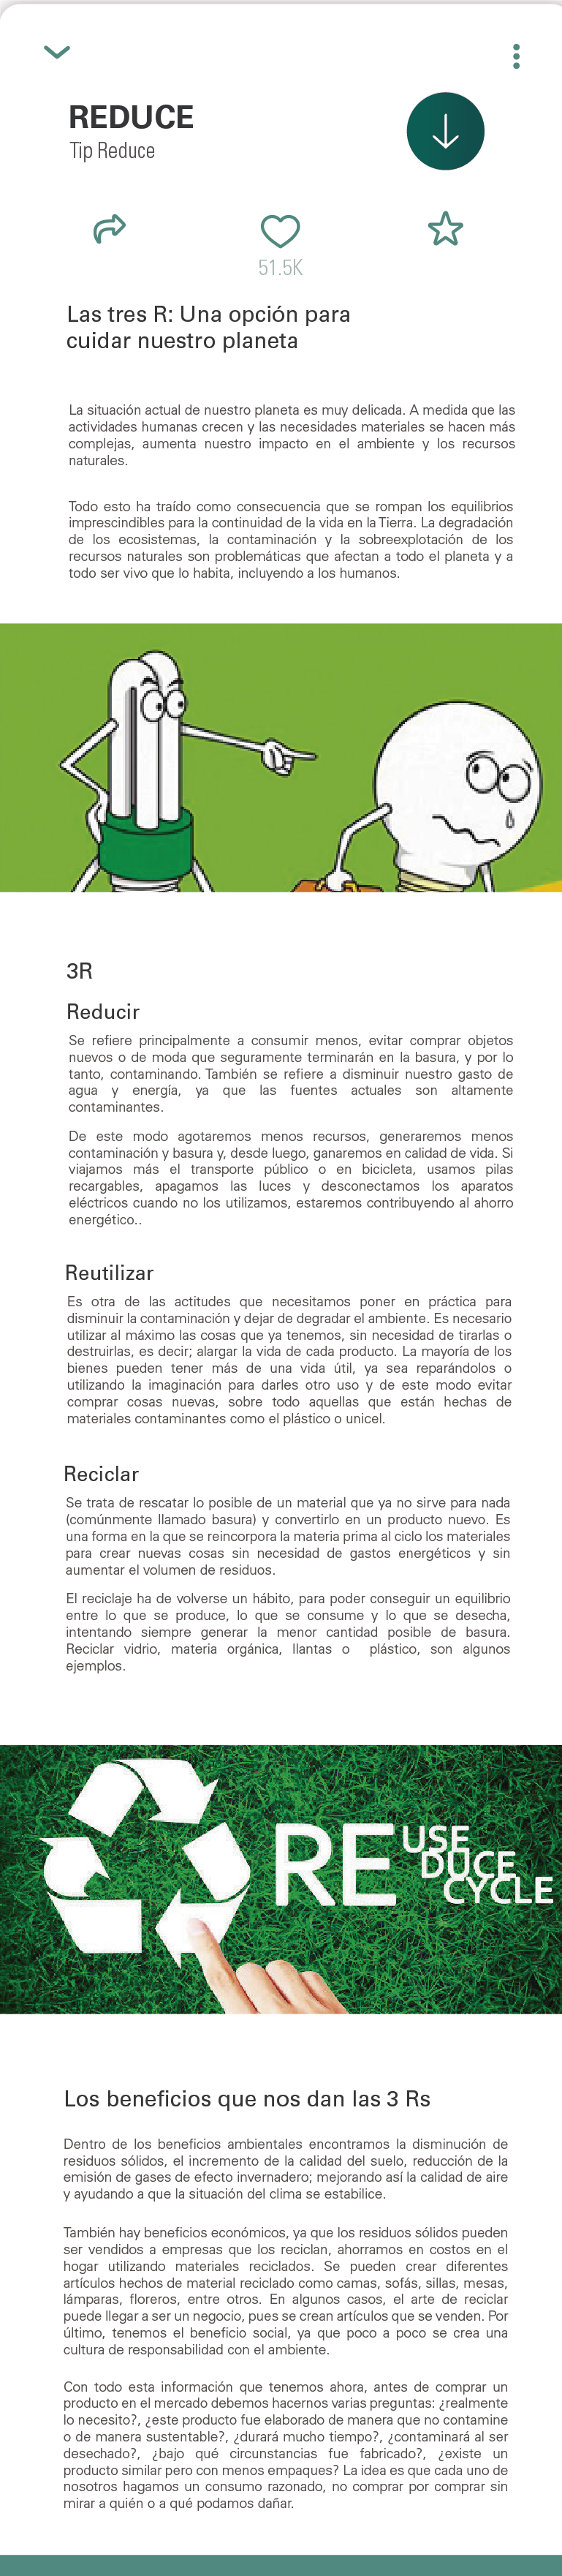 REDUCE
Tip Reduce
51.5K
Las tres R: Una opción para
cuidar nuestro planeta
La situación actual de nuestro planeta es muy delicada. A medida que las
actividades humanas crecen y las necesidades materiales se hacen más
complejas, aumenta nuestro impacto en el ambiente y los recursos
naturales.
Todo esto ha traído como consecuencia que se rompan los equilibrios
imprescindibles para la continuidad de la vida en la Tierra. La degradación
de los ecosistemas, la contaminación y la sobreexplotación de los
recursos naturales son problemáticas que afectan a todo el planeta y a
todo ser vivo que lo habita, incluyendo a los humanos.
3R
Reducir
Se refiere principalmente a consumir menos, evitar comprar objetos
nuevos o de moda que seguramente terminarán en la basura, y por lo
tanto, contaminando. También se refiere a disminuir nuestro gasto de
agua y energía, ya que las fuentes actuales son altamente
contaminantes.
De este modo agotaremos menos recursos, generaremos menos
contaminación y basura y, desde luego, ganaremos en calidad de vida. Si
viajamos más el transporte público o en bicicleta, usamos pilas
recargables, apagamos las luces y desconectamos los aparatos
eléctricos cuando no los utilizamos, estaremos contribuyendo al ahorro
energético..
Reutilizar
Es otra de las actitudes que necesitamos poner en práctica para
disminuir la contaminación y dejar de degradar el ambiente. Es necesario
utilizar al máximo las cosas que ya tenemos, sin necesidad de tirarlas o
destruirlas, es decir; alargar la vida de cada producto. La mayoría de los
bienes pueden tener más de una vida útil, ya sea reparándolos o
utilizando la imaginación para darles otro uso y de este modo evitar
comprar cosas nuevas, sobre todo aquellas que están hechas de
materiales contaminantes como el plástico o unicel.
Reciclar
Se trata de rescatar lo posible de un material que ya no sirve para nada
(comúnmente llamado basura) y convertirlo en un producto nuevo. Es
una forma en la que se reincorpora la materia prima al ciclo los materiales
para crear nuevas cosas sin necesidad de gastos energéticos y sin
aumentar el volumen de residuos.
El reciclaje ha de volverse un hábito, para poder conseguir un equilibrio
entre lo que se produce, lo que se consume y lo que se desecha,
intentando siempre generar la menor cantidad posible de basura.
Reciclar vidrio, materia orgánica, llantas o plástico, son algunos
ejemplos.
RE USE
DUCE
CYCLE
Los beneficios que nos dan las 3 Rs
Dentro de los beneficios ambientales encontramos la disminución de
residuos sólidos, el incremento de la calidad del suelo, reducción de la
emisión de gases de efecto invernadero; mejorando así la calidad de aire
y ayudando a que la situación del clima se estabilice.
También hay beneficios económicos, ya que los residuos sólidos pueden
ser vendidos a empresas que los reciclan, ahorramos en costos en el
hogar utilizando materiales reciclados. Se pueden crear diferentes
artículos hechos de material reciclado como camas, sofás, sillas, mesas,
lámparas, floreros, entre otros. En algunos casos, el arte de reciclar
puede llegar a ser un negocio, pues se crean artículos que se venden. Por
último, tenemos el beneficio social, ya que poco a poco se crea una
cultura de responsabilidad con el ambiente.
Con todo esta información que tenemos ahora, antes de comprar un
producto en el mercado debemos hacernos varias preguntas: ¿realmente
lo necesito?, ¿este producto fue elaborado de manera que no contamine
o de manera sustentable?, ¿durará mucho tiempo?, ¿contaminará al ser
desechado?, ¿bajo qué circunstancias fue fabricado?, ¿existe un
producto similar pero con menos empaques? La idea es que cada uno de
nosotros hagamos un consumo razonado, no comprar por comprar sin
mirar a quién o a qué podamos dañar.